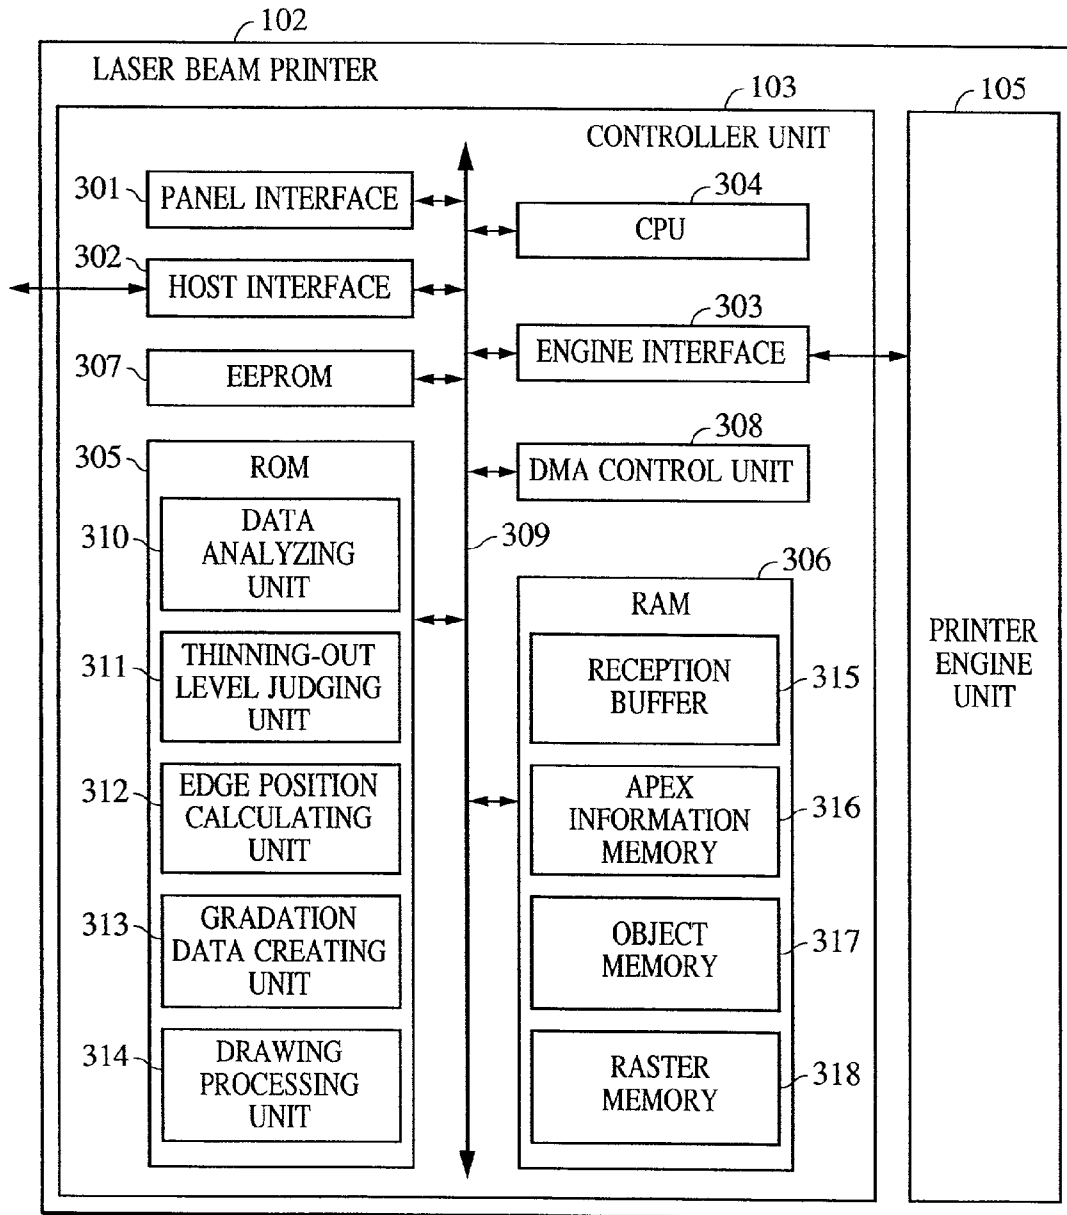 102
LASER BEAM PRINTER
103
CONTROLLER UNIT
105
301
PANEL INTERFACE
304
CPU
302
HOST INTERFACE
303
ENGINE INTERFACE
307
EEPROM
308
DMA CONTROL UNIT
305
ROM
310
DATA
ANALYZING
UNIT
309
311
THINNING-OUT
LEVEL JUDGING
UNIT
312
EDGE POSITION
CALCULATING
UNIT
313
GRADATION
DATA CREATING
UNIT
314
DRAWING
PROCESSING
UNIT
306
RAM
RECEPTION
BUFFER
315
APEX
INFORMATION
MEMORY
316
OBJECT
MEMORY
317
RASTER
MEMORY
318
PRINTER
ENGINE
UNIT